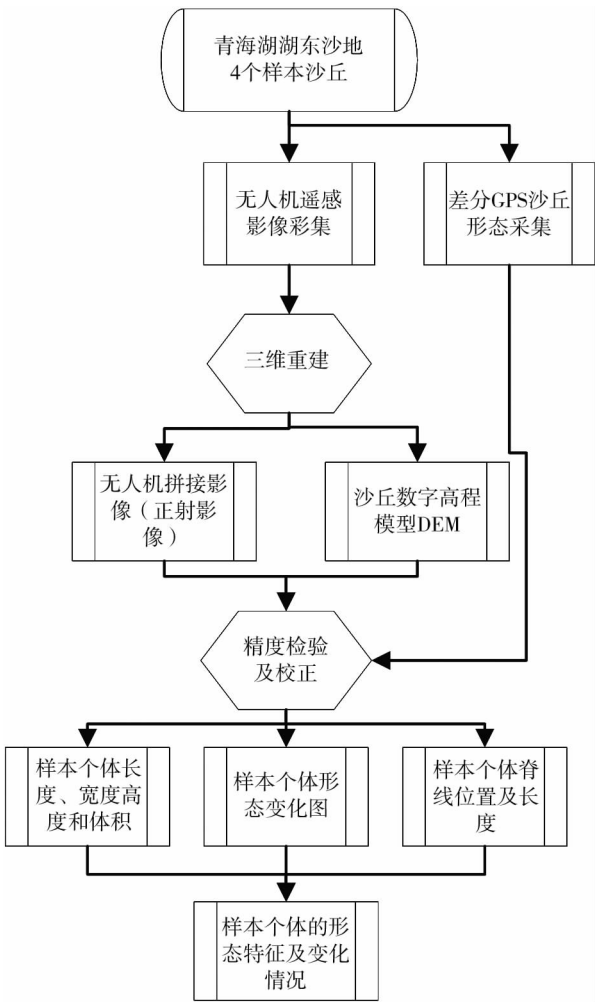 青海湖湖东沙地
4个样本沙丘
无人机遥感
影像彩集
差分GPS沙丘
形态采集
三维重建
无人机拼接影
像（正射影
像）
沙丘数字高程
模型DEM
精度检验
及校正
样本个体长
度、宽度高
度和体积
样本个体形
态变化图
样本个体脊
线位置及长
度
样本个体的形
态特征及变化
情况